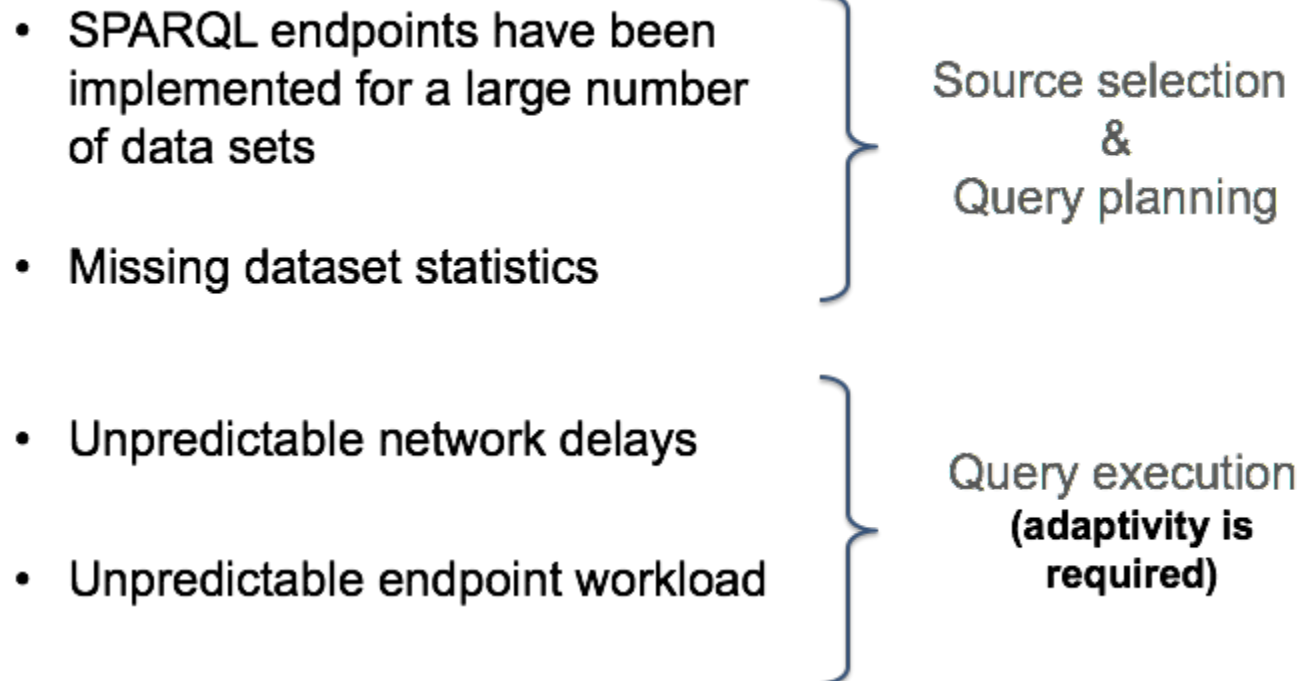 • SPARQL endpoints have been
implemented for a large number
of data sets
• Missing dataset statistics
Source selection
&
Query planning
• Unpredictable network delays
• Unpredictable endpoint workload
Query execution
(adaptivity is
required)